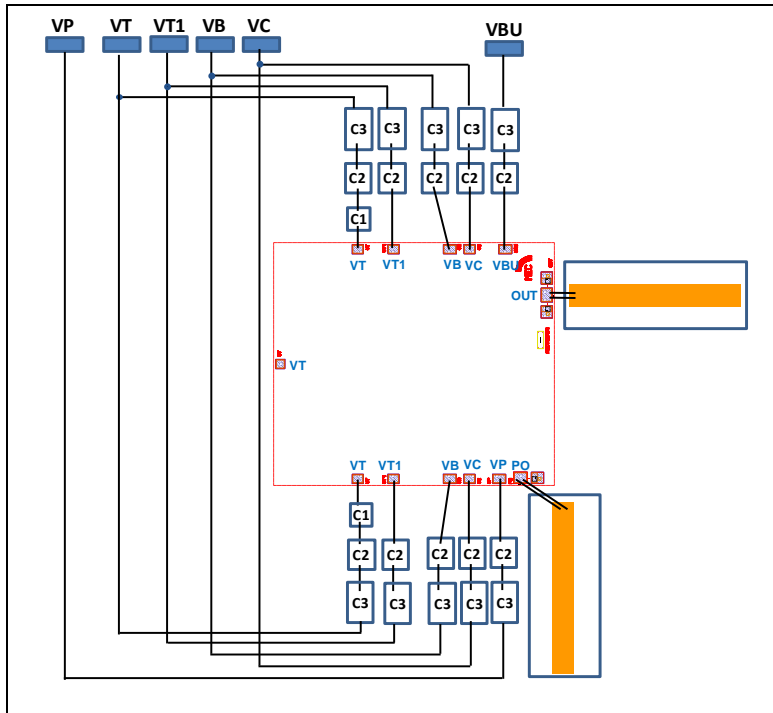 VP VT VT1 VB VC VBU
C3 C3 C3 C3 C3
C2 C2 C2 C2 C2
C1
VT VT1 VB VC VBU
OUT
VT
VT VT1 VB VC VP PO
C1
C2 C2 C2 C2 C2
C3 C3 C3 C3 C3